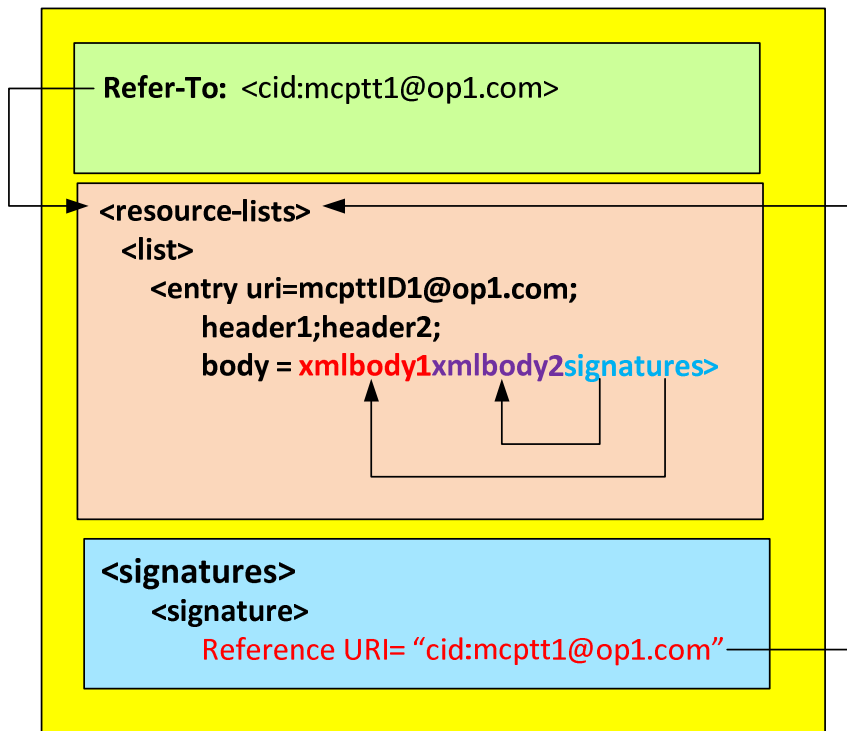 Refer-To: <cid:mcptt1@op1.com>
<resource-lists>
<list>
<entry uri=mcpttID1@op1.com;
header1;header2;
body = xmlbody1xmlbody2signatures>
<signatures>
<signature>
Reference URI= “cid:mcptt1@op1.com”